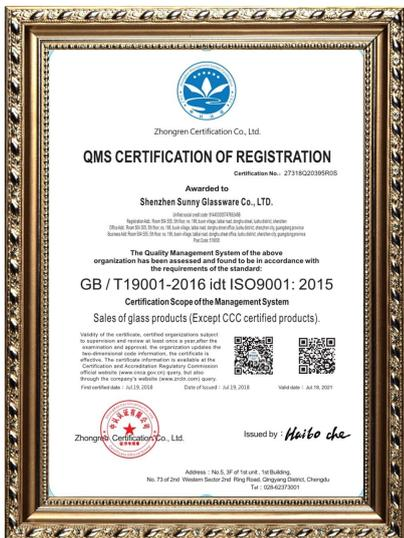 Zhongren Certification Co., Ltd.
QMS CERTIFICATION OF REGISTRATION
Certification No.: 27318Q20395R0S
Awarded to
Shenzhen Sunny Glassware Co., LTD.
The Quality Management System of the above
organization has been assessed and found to be in accordance with
the requirements of the standard:
GB / T19001-2016 idt ISO9001: 2015
Certification Scope of the Management System
Sales of glass products (Except CCC certified products).
Validity of the certificate, certified organizations subject
to supervision and review at least once a year,after the
examination and approval, the organization updates the
two-dimensional code information, the certificate is
effective. The certificate information is available at the
Certification and Accreditation Regulatory Commission
official website (www.cnca.gov.cn) query, but also
through the company's website (www.zrclr.com) query.
First certified date : Jul.19, 2018 Date of Issued : Jul.19, 2018 Valid date : Jul.18, 2021
Zhongren Certification Co., Ltd.
Issued by : Haibo che
Address : No.5, 3F of 1st unit , 1st Building,
No. 73 of 2nd Western Sector 2nd Ring Road, Qingyang District, Chengdu
Tel : 028-62373001